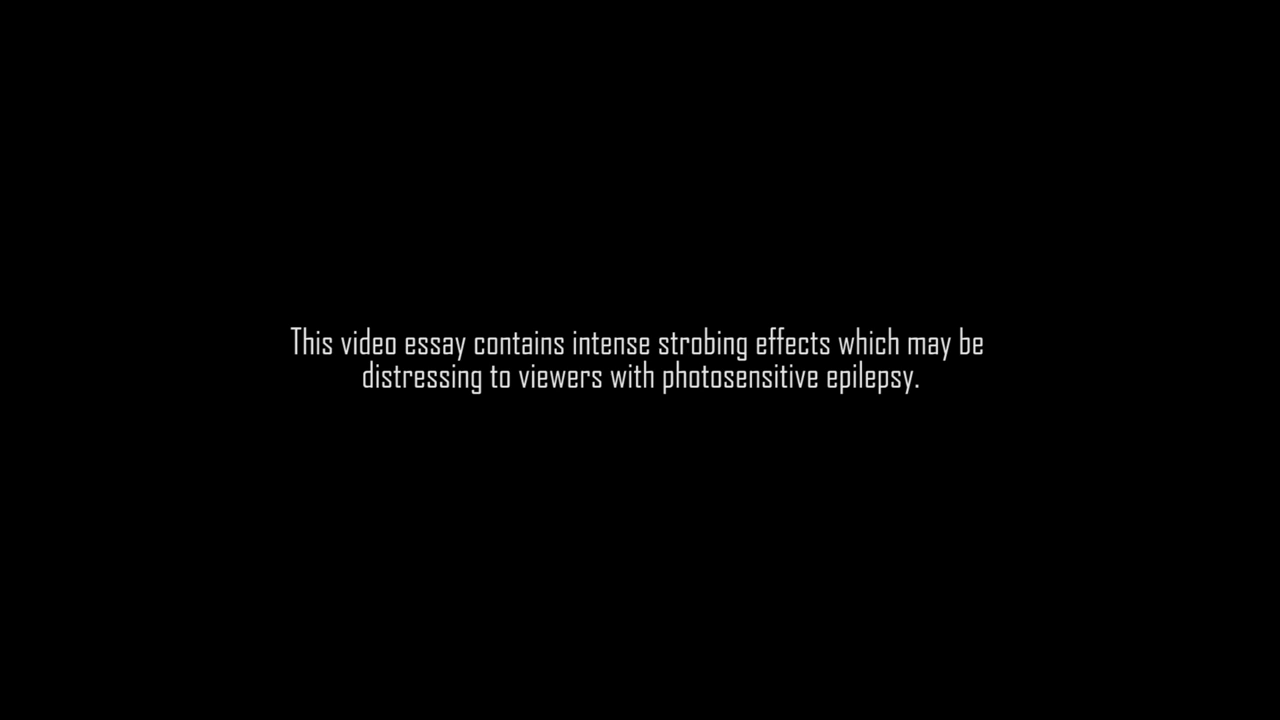 This video essay contains intense strobing effects which may be
distressing to viewers with photosensitive epilepsy.